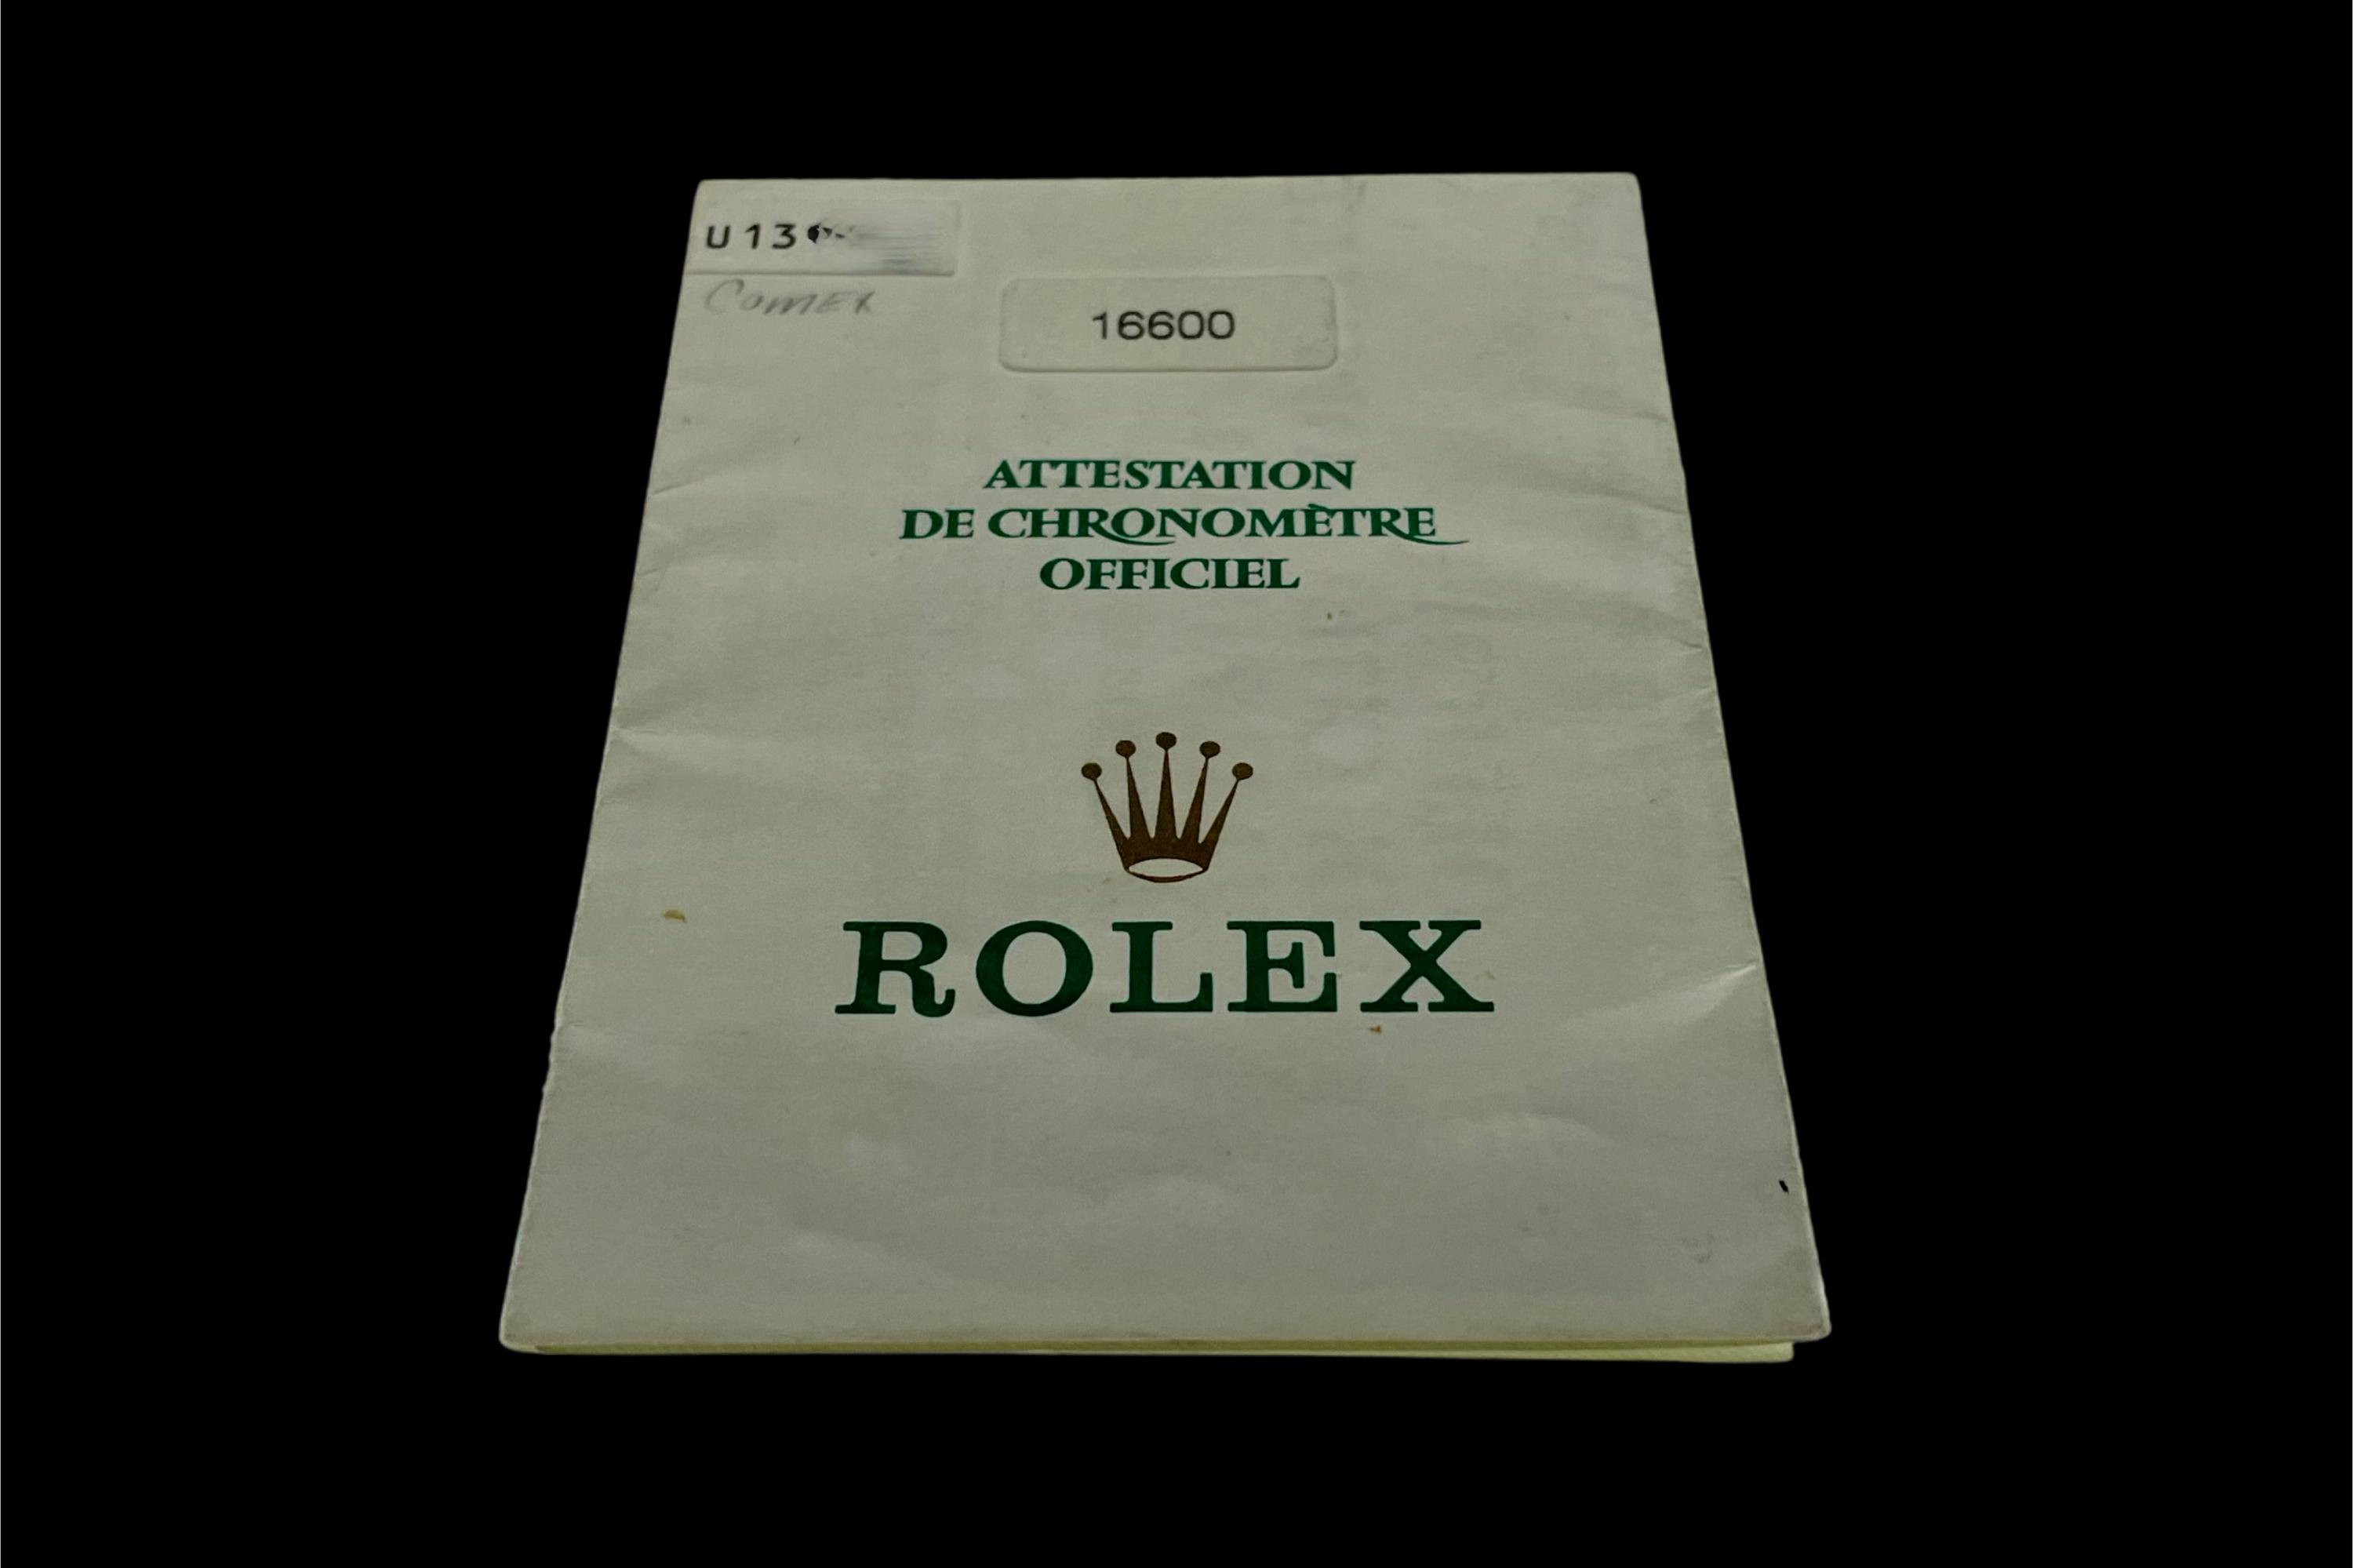 U13
COMEX
16600
ATTESTATION
DE CHRONOMÈTRE
OFFICIEL
ROLEX